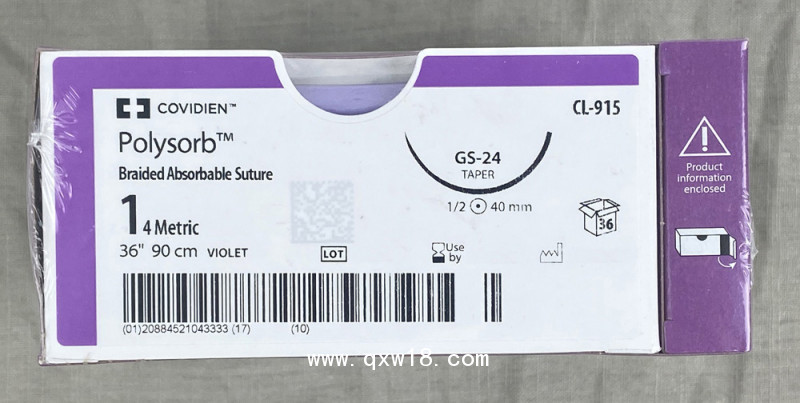 COVIDIEN™
CL-915
Polysorb™
Braided Absorbable Suture
GS-24
TAPER
1/2 40 mm
1 4 Metric
36" 90 cm VIOLET
LOT
Use by
36
(01)20884521043333 (17) (10)
Product
information
enclosed
www.qxw18.com